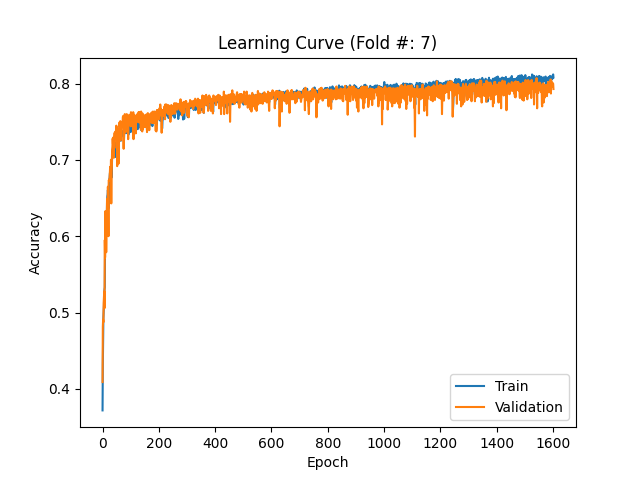 Learning Curve (Fold #: 7)
Accuracy
0.8
0.7
0.6
0.5
0.4
Train
Validation
0 200 400 600 800 1000 1200 1400 1600
Epoch